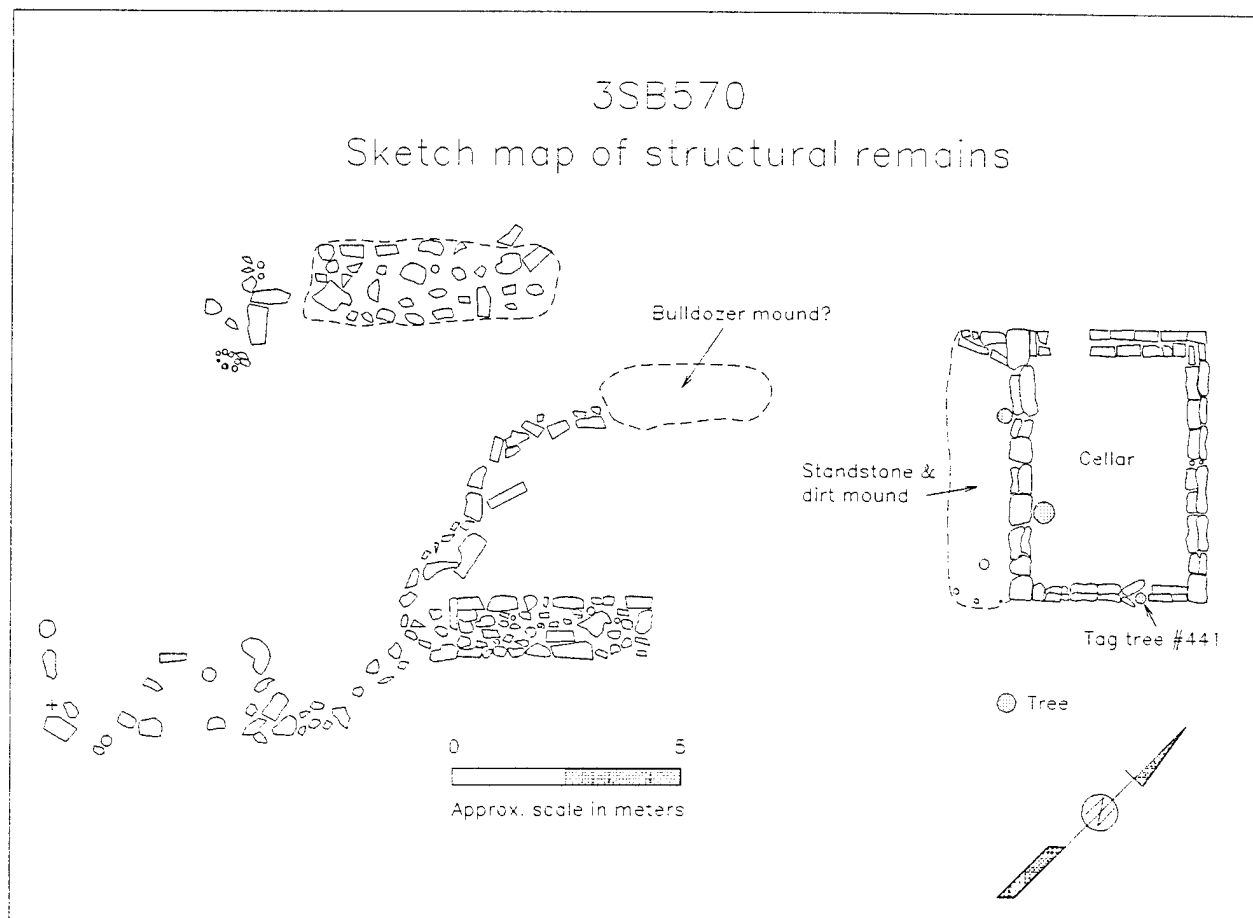 3SB570
Sketch map of structural remains
Bulldozer mound?
Standstone &
dirt mound
Cellar
Tag tree #441
Tree
0 5
Approx. scale in meters
N